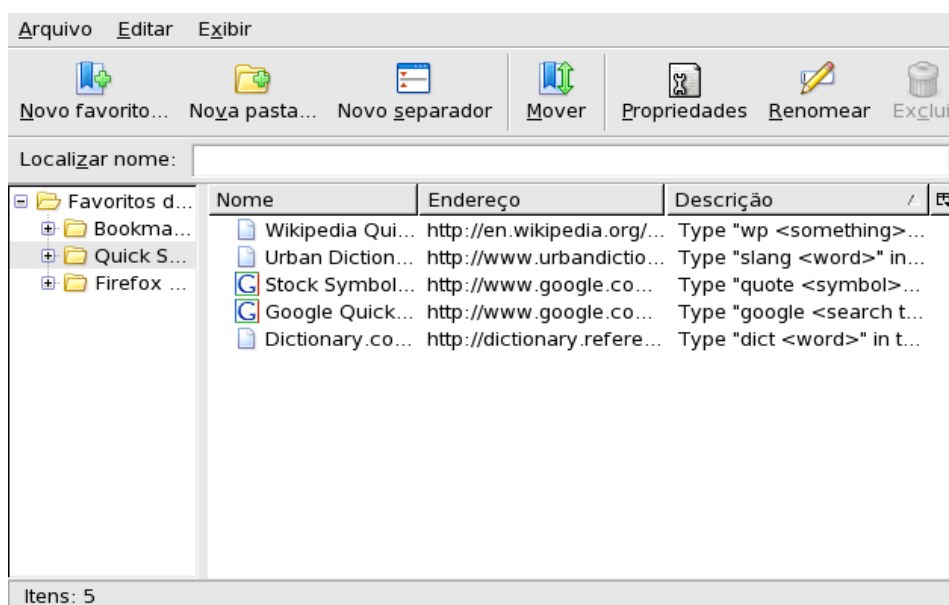 Arquivo Editar Exibir
Novo favorito... Nova pasta... Novo separador Mover Propriedades Renomear Exclui
Localizar nome:
Favoritos d... Nome Endereço Descrição
Bookma... Wikipedia Qui... http://en.wikipedia.org/... Type "wp <something>...
Quick S... Urban Diction... http://www.urbandictio... Type "slang <word>" in...
Firefox ... Stock Symbol... http://www.google.co... Type "quote <symbol>...
Google Quick... http://www.google.co... Type "google <search t...
Dictionary.co... http://dictionary.refere... Type "dict <word>" in t...
Itens: 5